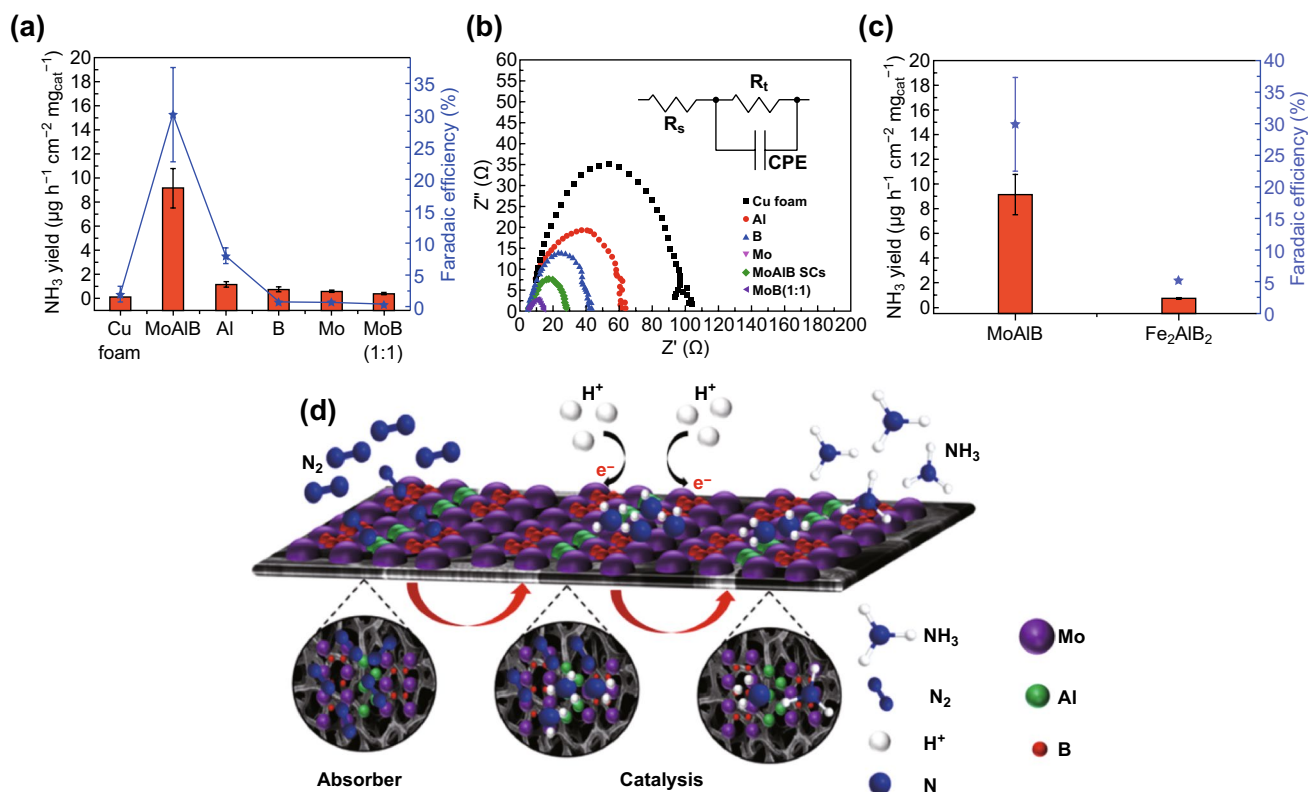 (a)
NH₃ yield (µg h⁻¹ cm⁻² mg_cat⁻¹)
20
18
16
14
12
10
8
6
4
2
0
35
30
25
20
15
10
5
0
Faradaic efficiency (%)
Cu foam
MoAlB
Al
B
Mo
MoB (1:1)
(b)
Z'' (Ω)
60
55
50
45
40
35
30
25
20
15
10
5
0
0 20 40 60 80 100 120 140 160 180 200
Z' (Ω)
Rₛ
Rₜ
CPE
Cu foam
Al
B
Mo
MoAlB SCs
MoB(1:1)
(c)
NH₃ yield (µg h⁻¹ cm⁻² mg_cat⁻¹)
20
18
16
14
12
10
8
6
4
2
0
40
35
30
25
20
15
10
5
0
Faradaic efficiency (%)
MoAlB
Fe₂AlB₂
(d)
N₂
H⁺
H⁺
e⁻
e⁻
NH₃
Absorber
Catalysis
NH₃
N₂
H⁺
N
Mo
Al
B